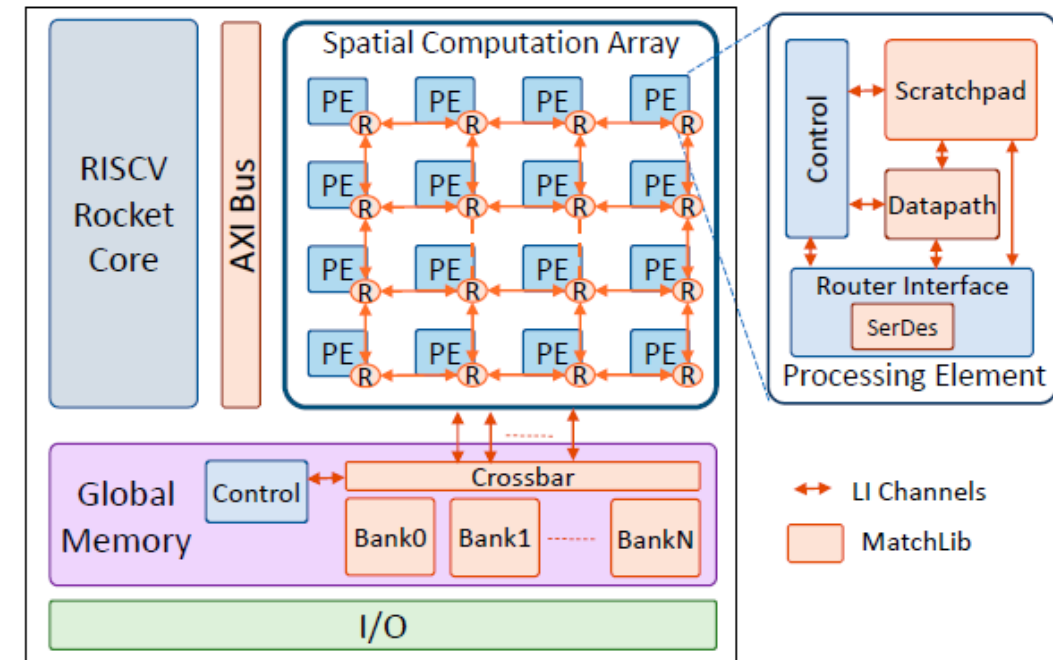 RISCV
Rocket
Core
AXI Bus
Spatial Computation Array
PE PE PE PE
R R R R
PE PE PE PE
R R R R
PE PE PE PE
R R R R
PE PE PE PE
R R R R
Control
Scratchpad
Datapath
Router Interface
SerDes
Processing Element
Global
Memory
Control
Crossbar
Bank0 Bank1 BankN
I/O
LI Channels
MatchLib